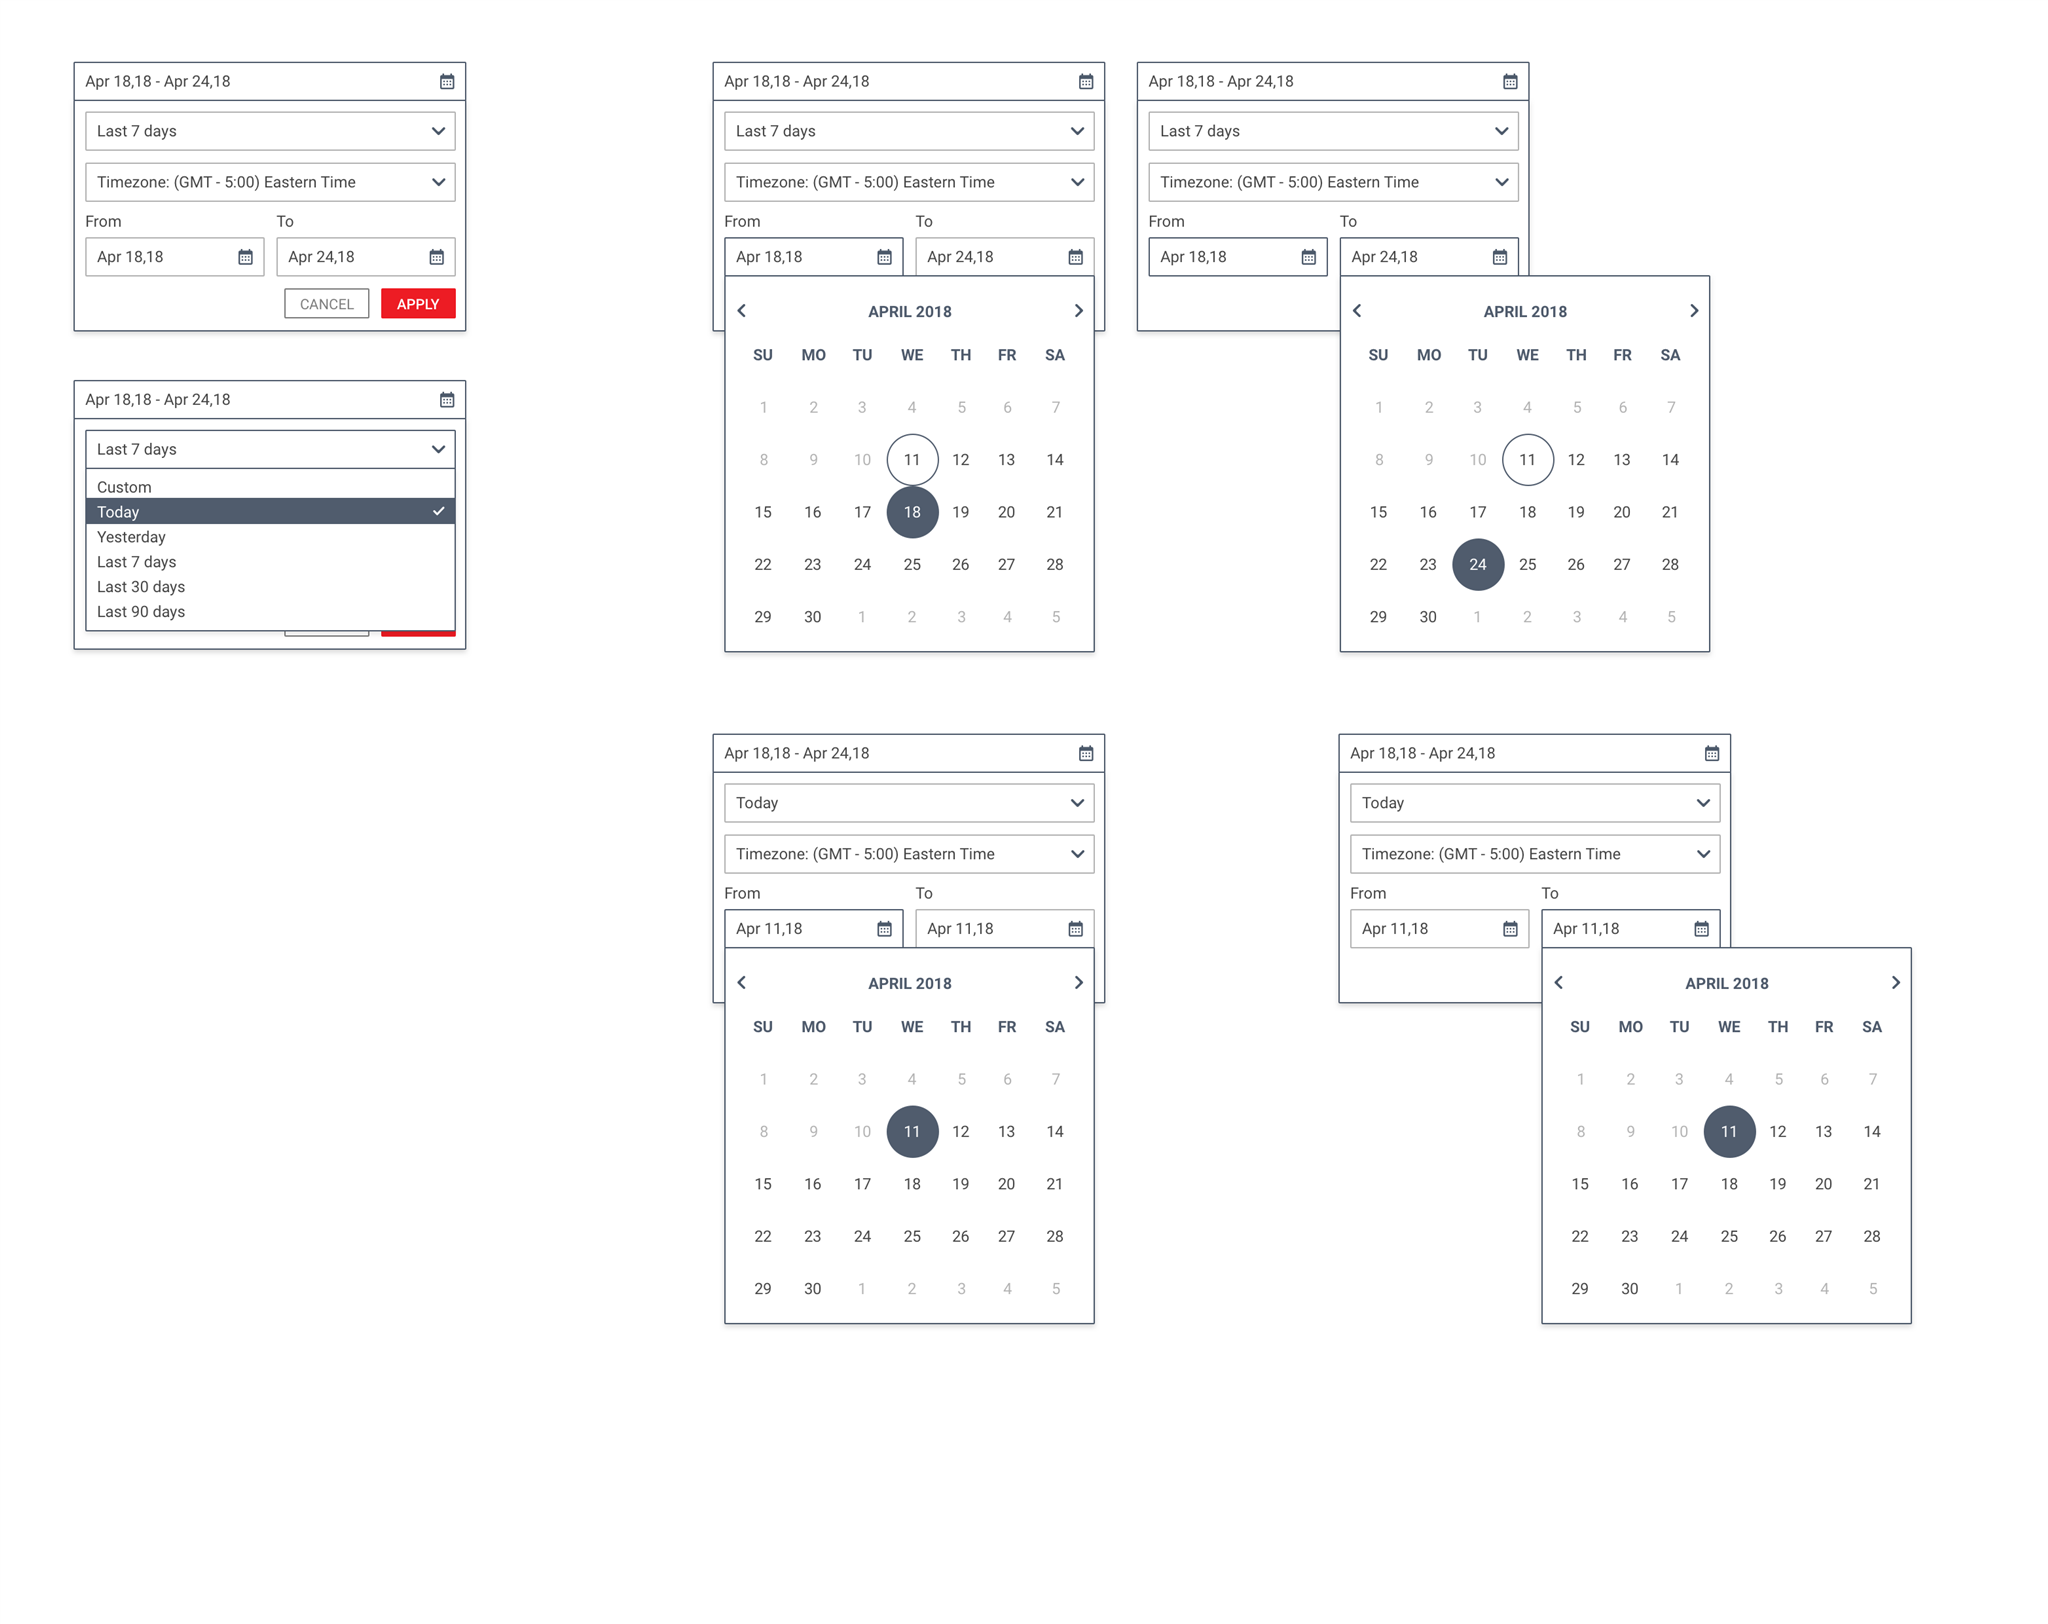 Apr 18,18 - Apr 24,18
Last 7 days
Timezone: (GMT - 5:00) Eastern Time
From To
Apr 18,18 Apr 24,18
CANCEL APPLY
Apr 18,18 - Apr 24,18
Last 7 days
Custom
Today
Yesterday
Last 7 days
Last 30 days
Last 90 days
Apr 18,18 - Apr 24,18
Last 7 days
Timezone: (GMT - 5:00) Eastern Time
From To
Apr 18,18 Apr 24,18
APRIL 2018
SU MO TU WE TH FR SA
1 2 3 4 5 6 7
8 9 10 11 12 13 14
15 16 17 18 19 20 21
22 23 24 25 26 27 28
29 30 1 2 3 4 5
Apr 18,18 - Apr 24,18
Last 7 days
Timezone: (GMT - 5:00) Eastern Time
From To
Apr 18,18 Apr 24,18
APRIL 2018
SU MO TU WE TH FR SA
1 2 3 4 5 6 7
8 9 10 11 12 13 14
15 16 17 18 19 20 21
22 23 24 25 26 27 28
29 30 1 2 3 4 5
Apr 18,18 - Apr 24,18
Today
Timezone: (GMT - 5:00) Eastern Time
From To
Apr 11,18 Apr 11,18
APRIL 2018
SU MO TU WE TH FR SA
1 2 3 4 5 6 7
8 9 10 11 12 13 14
15 16 17 18 19 20 21
22 23 24 25 26 27 28
29 30 1 2 3 4 5
Apr 18,18 - Apr 24,18
Today
Timezone: (GMT - 5:00) Eastern Time
From To
Apr 11,18 Apr 11,18
APRIL 2018
SU MO TU WE TH FR SA
1 2 3 4 5 6 7
8 9 10 11 12 13 14
15 16 17 18 19 20 21
22 23 24 25 26 27 28
29 30 1 2 3 4 5